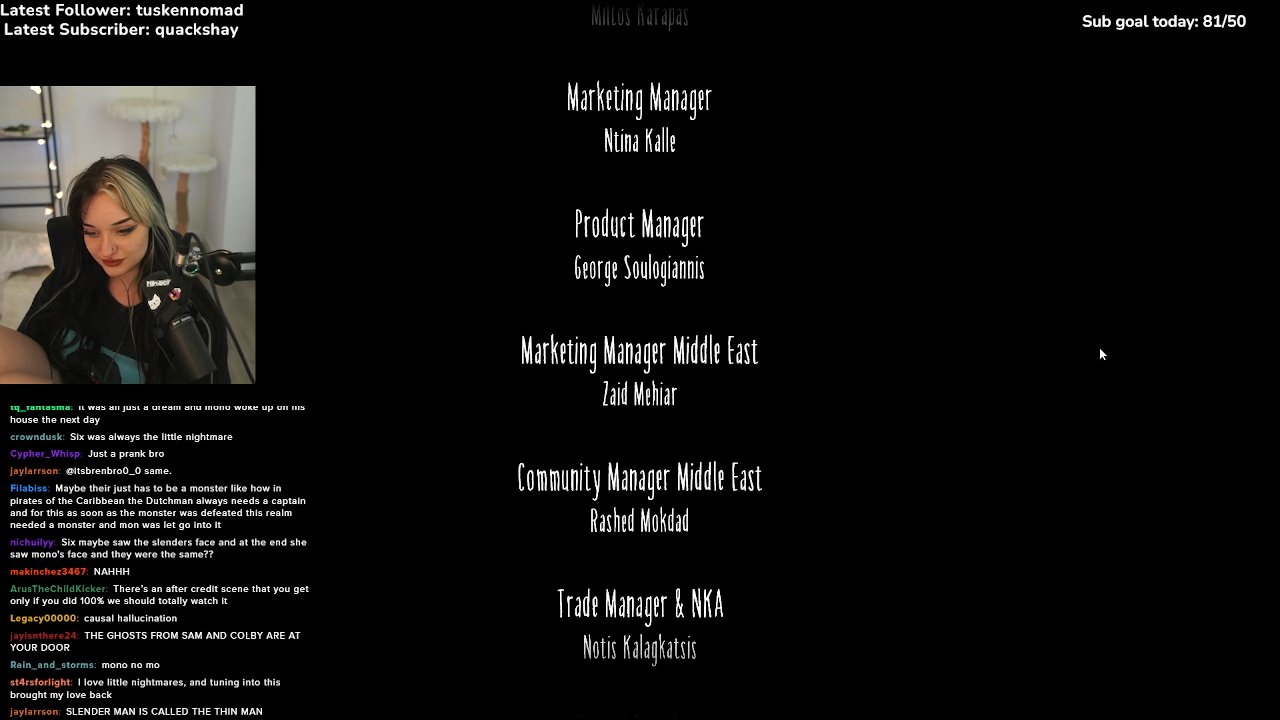 Latest Follower: tuskennomad
Latest Subscriber: quackshay
Sub goal today: 81/50
Miltos Karapas
Marketing Manager
Ntina Kalle
Product Manager
George Soulogiannis
Marketing Manager Middle East
Zaid Mehiar
Community Manager Middle East
Rashed Mokdad
Trade Manager & NKA
Notis Kalagkatsis
tq_fantasma: It was all just a dream and mono woke up on his
house the next day
crowndusk: Six was always the little nightmare
Cypher_Whisp: Just a prank bro
jaylarrson: @itsbrenbro0_0 same.
Filabiss: Maybe their just has to be a monster like how in
pirates of the Caribbean the Dutchman always needs a captain
and for this as soon as the monster was defeated this realm
needed a monster and mon was let go into it
nichuilyy: Six maybe saw the slenders face and at the end she
saw mono's face and they were the same??
makinchez3467: NAHHH
ArusTheChildKicker: There's an after credit scene that you get
only if you did 100% we should totally watch it
Legacy00000: causal hallucination
jayisnthere24: THE GHOSTS FROM SAM AND COLBY ARE AT
YOUR DOOR
Rain_and_storms: mono no mo
st4rsforlight: I love little nightmares, and tuning into this
brought my love back
jaylarrson: SLENDER MAN IS CALLED THE THIN MAN